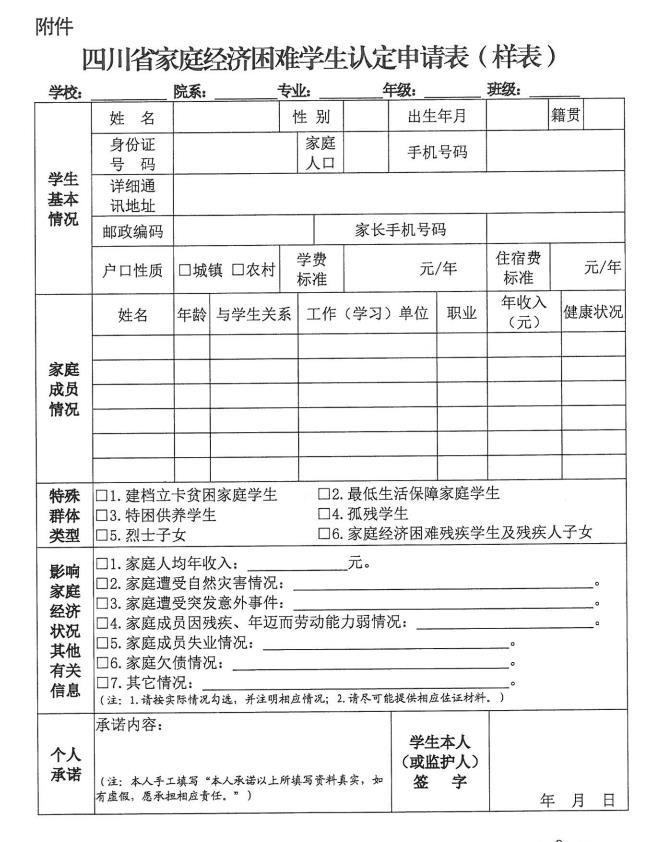 附件
四川省家庭经济困难学生认定申请表（样表）
学校: 院系: 专业: 年级: 班级:
学生基本情况
姓 名 性 别 出生年月 籍贯
身份证号 码 家庭人口 手机号码
详细通讯地址
邮政编码 家长手机号码
户口性质 □城镇 □农村 学费标准 元/年 住宿费标准 元/年
家庭成员情况
姓名 年龄 与学生关系 工作（学习）单位 职业 年收入（元） 健康状况
特殊群体类型
□1. 建档立卡贫困家庭学生 □2. 最低生活保障家庭学生
□3. 特困供养学生 □4. 孤残学生
□5. 烈士子女 □6. 家庭经济困难残疾学生及残疾人子女
影响家庭经济状况其他有关信息
□1. 家庭人均年收入: 元。
□2. 家庭遭受自然灾害情况: 。
□3. 家庭遭受突发意外事件: 。
□4. 家庭成员因残疾、年迈而劳动能力弱情况: 。
□5. 家庭成员失业情况: 。
□6. 家庭欠债情况: 。
□7. 其它情况: 。
（注: 1.请按实际情况勾选，并注明相应情况; 2.请尽可能提供相应佐证材料。）
个人承诺
承诺内容:
（注: 本人手工填写“本人承诺以上所填写资料真实，如
有虚假，愿承担相应责任。”）
学生本人
（或监护人）
签 字
年 月 日